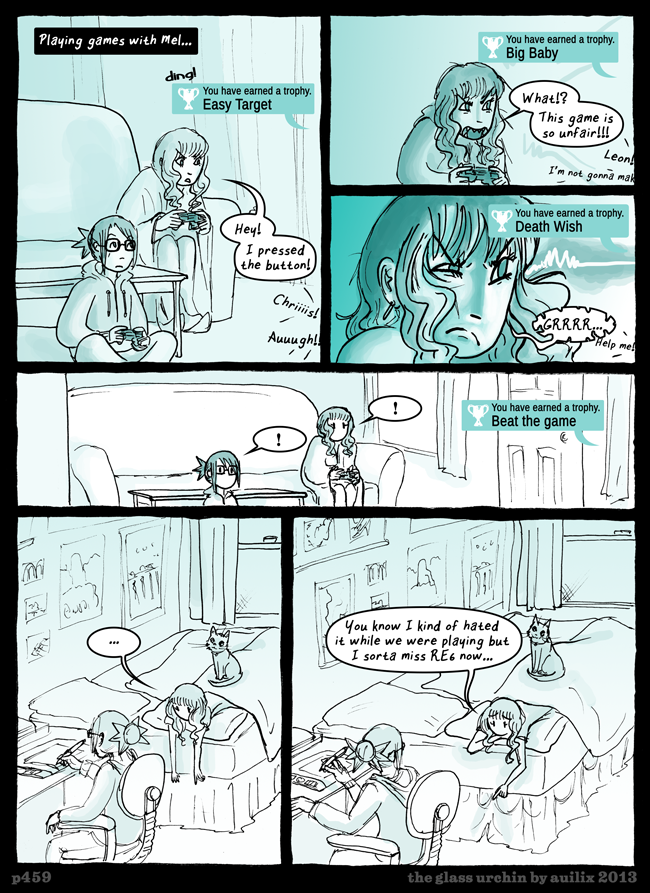 Playing games with Mel...
ding!
You have earned a trophy.
Easy Target
Hey!
I pressed
the button!
Chriiiis!
Auuugh!!
You have earned a trophy.
Big Baby
What!?
This game is
so unfair!!!
Leon!
I'm not gonna mak
You have earned a trophy.
Death Wish
GRRRR...
Help me!
You have earned a trophy.
Beat the game
!
!
...
You know I kind of hated
it while we were playing but
I sorta miss RE6 now...
p459
the glass urchin by auilix 2013